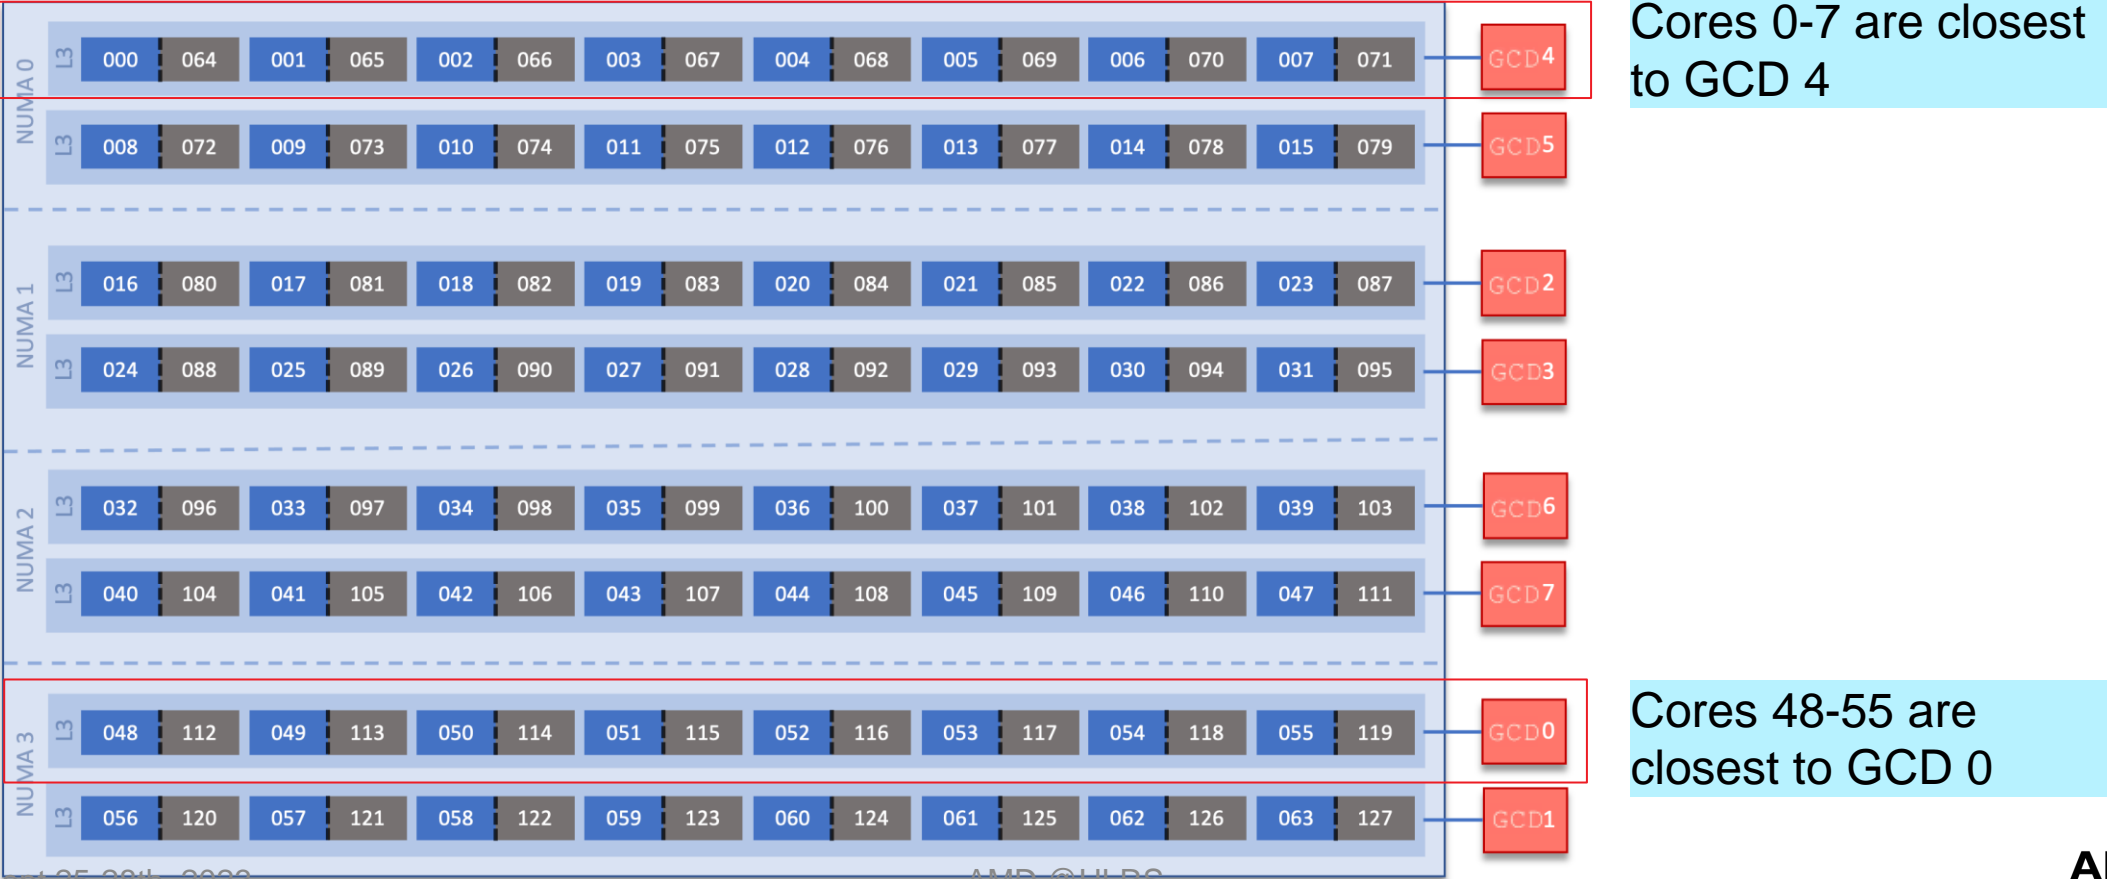 Cores 0-7 are closest
to GCD 4
NUMA 0
L3 000 064 001 065 002 066 003 067 004 068 005 069 006 070 007 071 GCD4
L3 008 072 009 073 010 074 011 075 012 076 013 077 014 078 015 079 GCD5
NUMA 1
L3 016 080 017 081 018 082 019 083 020 084 021 085 022 086 023 087 GCD2
L3 024 088 025 089 026 090 027 091 028 092 029 093 030 094 031 095 GCD3
NUMA 2
L3 032 096 033 097 034 098 035 099 036 100 037 101 038 102 039 103 GCD6
L3 040 104 041 105 042 106 043 107 044 108 045 109 046 110 047 111 GCD7
NUMA 3
L3 048 112 049 113 050 114 051 115 052 116 053 117 054 118 055 119 GCD0
Cores 48-55 are
closest to GCD 0
L3 056 120 057 121 058 122 059 123 060 124 061 125 062 126 063 127 GCD1
AMD @HLRS